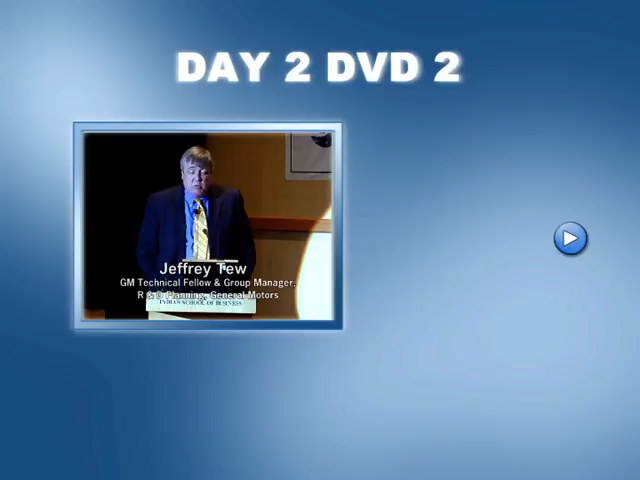 DAY 2 DVD 2
Jeffrey Tew
GM Technical Fellow & Group Manager,
R & D Planning, General Motors
INDIAN SCHOOL OF BUSINESS